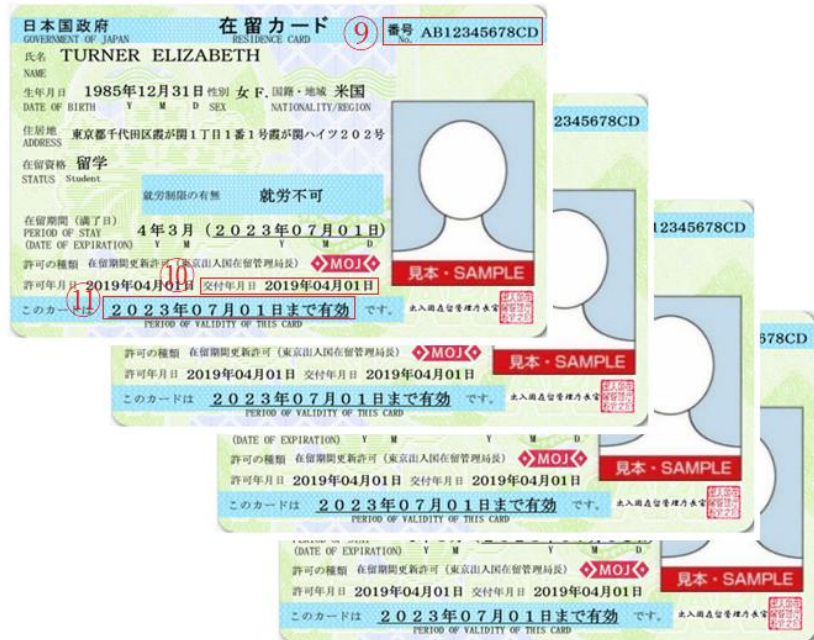 日本国政府 在留カード ⑨ 番号 AB12345678CD
GOVERNMENT OF JAPAN RESIDENCE CARD No.
氏名 TURNER ELIZABETH
NAME
生年月日 1985年12月31日 性別 女 F. 国籍・地域 米国
DATE OF BIRTH Y M D SEX NATIONALITY/REGION
住居地 東京都千代田区霞が関1丁目1番1号霞が関ハイツ202号
ADDRESS
在留資格 留学
STATUS Student
就労制限の有無 就労不可
在留期間(満了日) 4年3月(2023年07月01日)
PERIOD OF STAY
(DATE OF EXPIRATION) Y M Y M D
許可の種類 在留期間更新許可(東京出入国在留管理局長) MOJ
⑩
許可年月日 2019年04月01日 交付年月日 2019年04月01日
⑪
このカードは 2023年07月01日まで有効 です。
PERIOD OF VALIDITY OF THIS CARD
見本・SAMPLE
出入国在留管理庁長官
2345678CD
許可の種類 在留期間更新許可(東京出入国在留管理局長) MOJ
許可年月日 2019年04月01日 交付年月日 2019年04月01日
このカードは 2023年07月01日まで有効 です。
PERIOD OF VALIDITY OF THIS CARD
見本・SAMPLE
出入国在留管理庁長官
12345678CD
(DATE OF EXPIRATION) Y M Y M D
許可の種類 在留期間更新許可(東京出入国在留管理局長) MOJ
許可年月日 2019年04月01日 交付年月日 2019年04月01日
このカードは 2023年07月01日まで有効 です。
PERIOD OF VALIDITY OF THIS CARD
見本・SAMPLE
出入国在留管理庁長官
5678CD
(DATE OF EXPIRATION) Y M Y M D
許可の種類 在留期間更新許可(東京出入国在留管理局長) MOJ
許可年月日 2019年04月01日 交付年月日 2019年04月01日
このカードは 2023年07月01日まで有効 です。
PERIOD OF VALIDITY OF THIS CARD
見本・SAMPLE
出入国在留管理庁長官